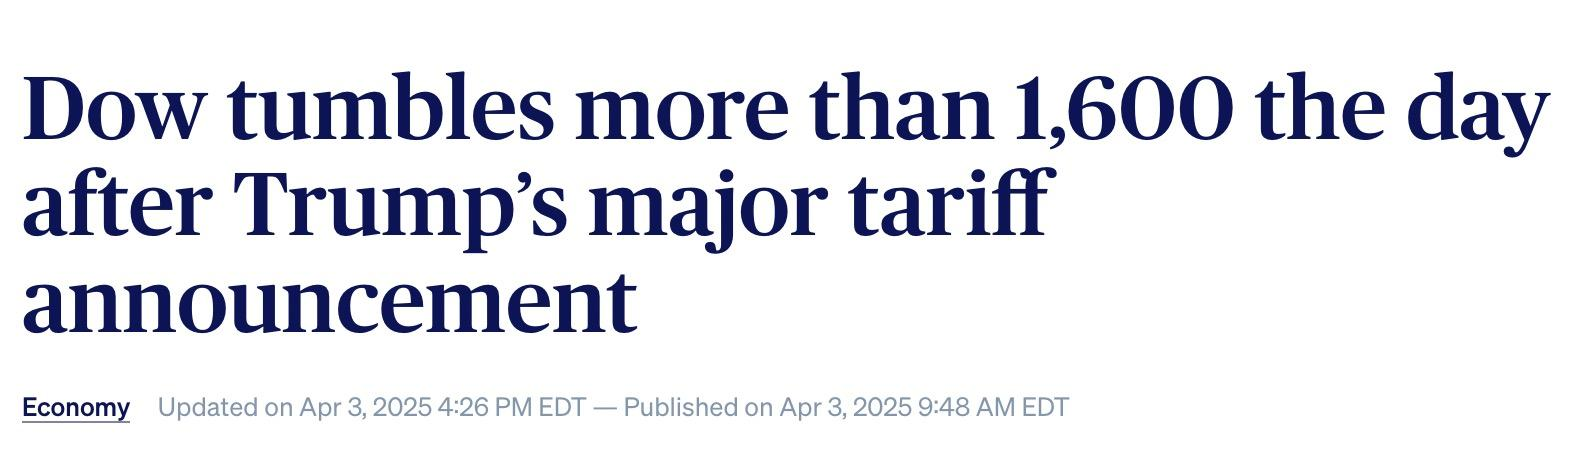 Dow tumbles more than 1,600 the day
after Trump’s major tariff
announcement
Economy Updated on Apr 3, 2025 4:26 PM EDT — Published on Apr 3, 2025 9:48 AM EDT